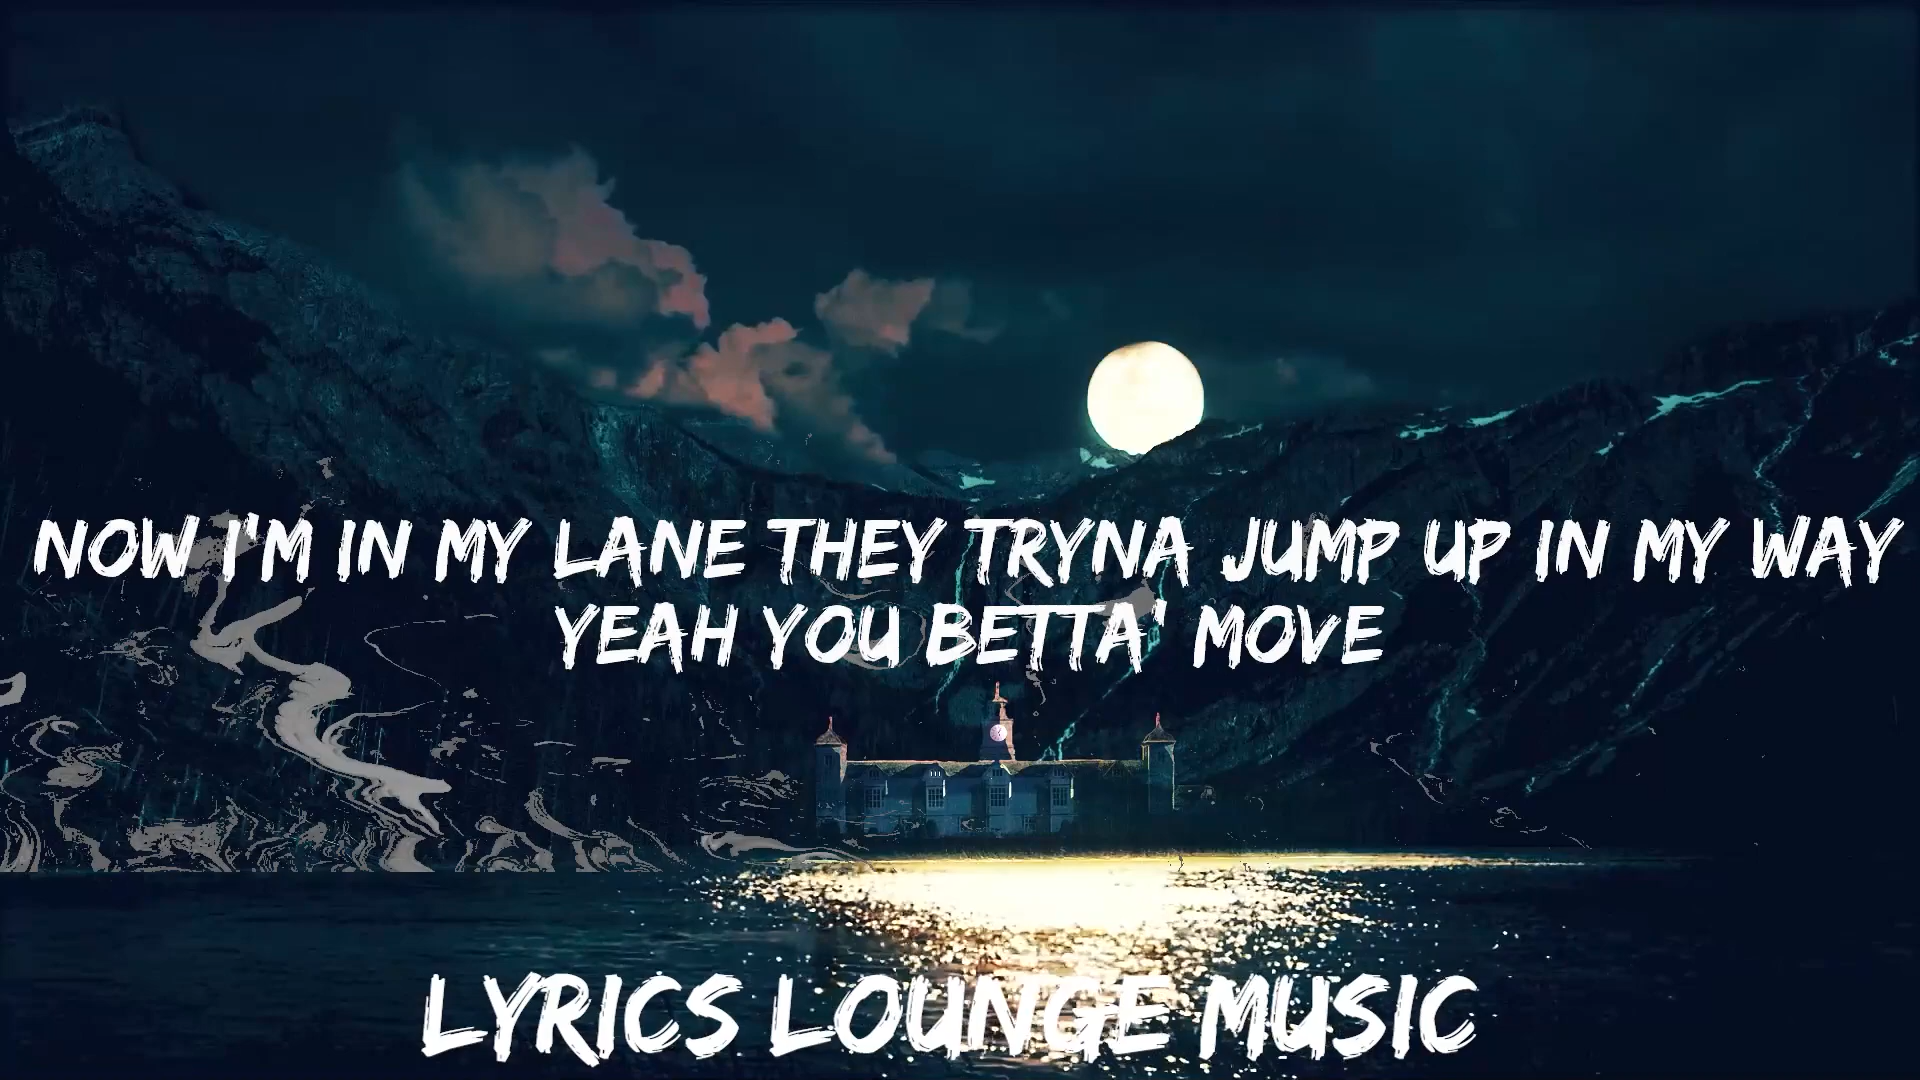 NOW I'M IN MY LANE THEY TRYNA JUMP UP IN MY WAY
YEAH YOU BETTA' MOVE
LYRICS LOUNGE MUSIC